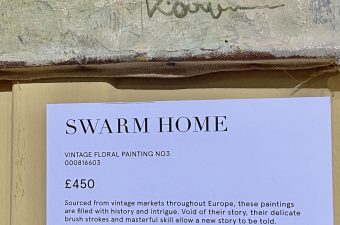 SWARM HOME
VINTAGE FLORAL PAINTING NO3
000816603
£450
Sourced from vintage markets throughout Europe, these paintings
are filled with history and intrigue. Void of their story, their delicate
brush strokes and masterful skill allow a new story to be told.